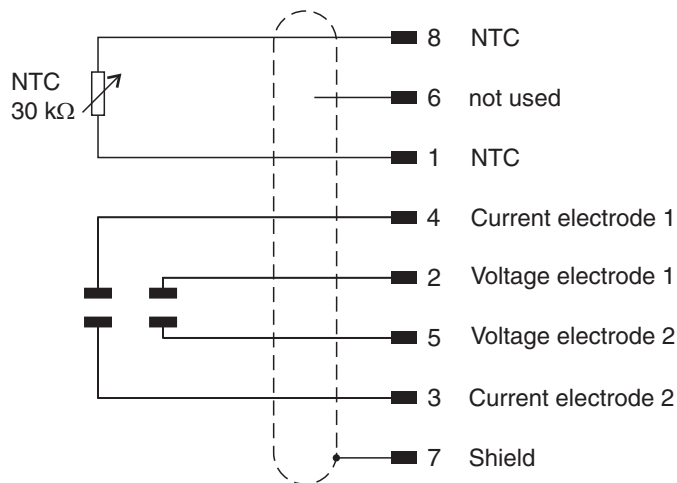 8 NTC
NTC
30 kΩ
6 not used
1 NTC
4 Current electrode 1
2 Voltage electrode 1
5 Voltage electrode 2
3 Current electrode 2
7 Shield